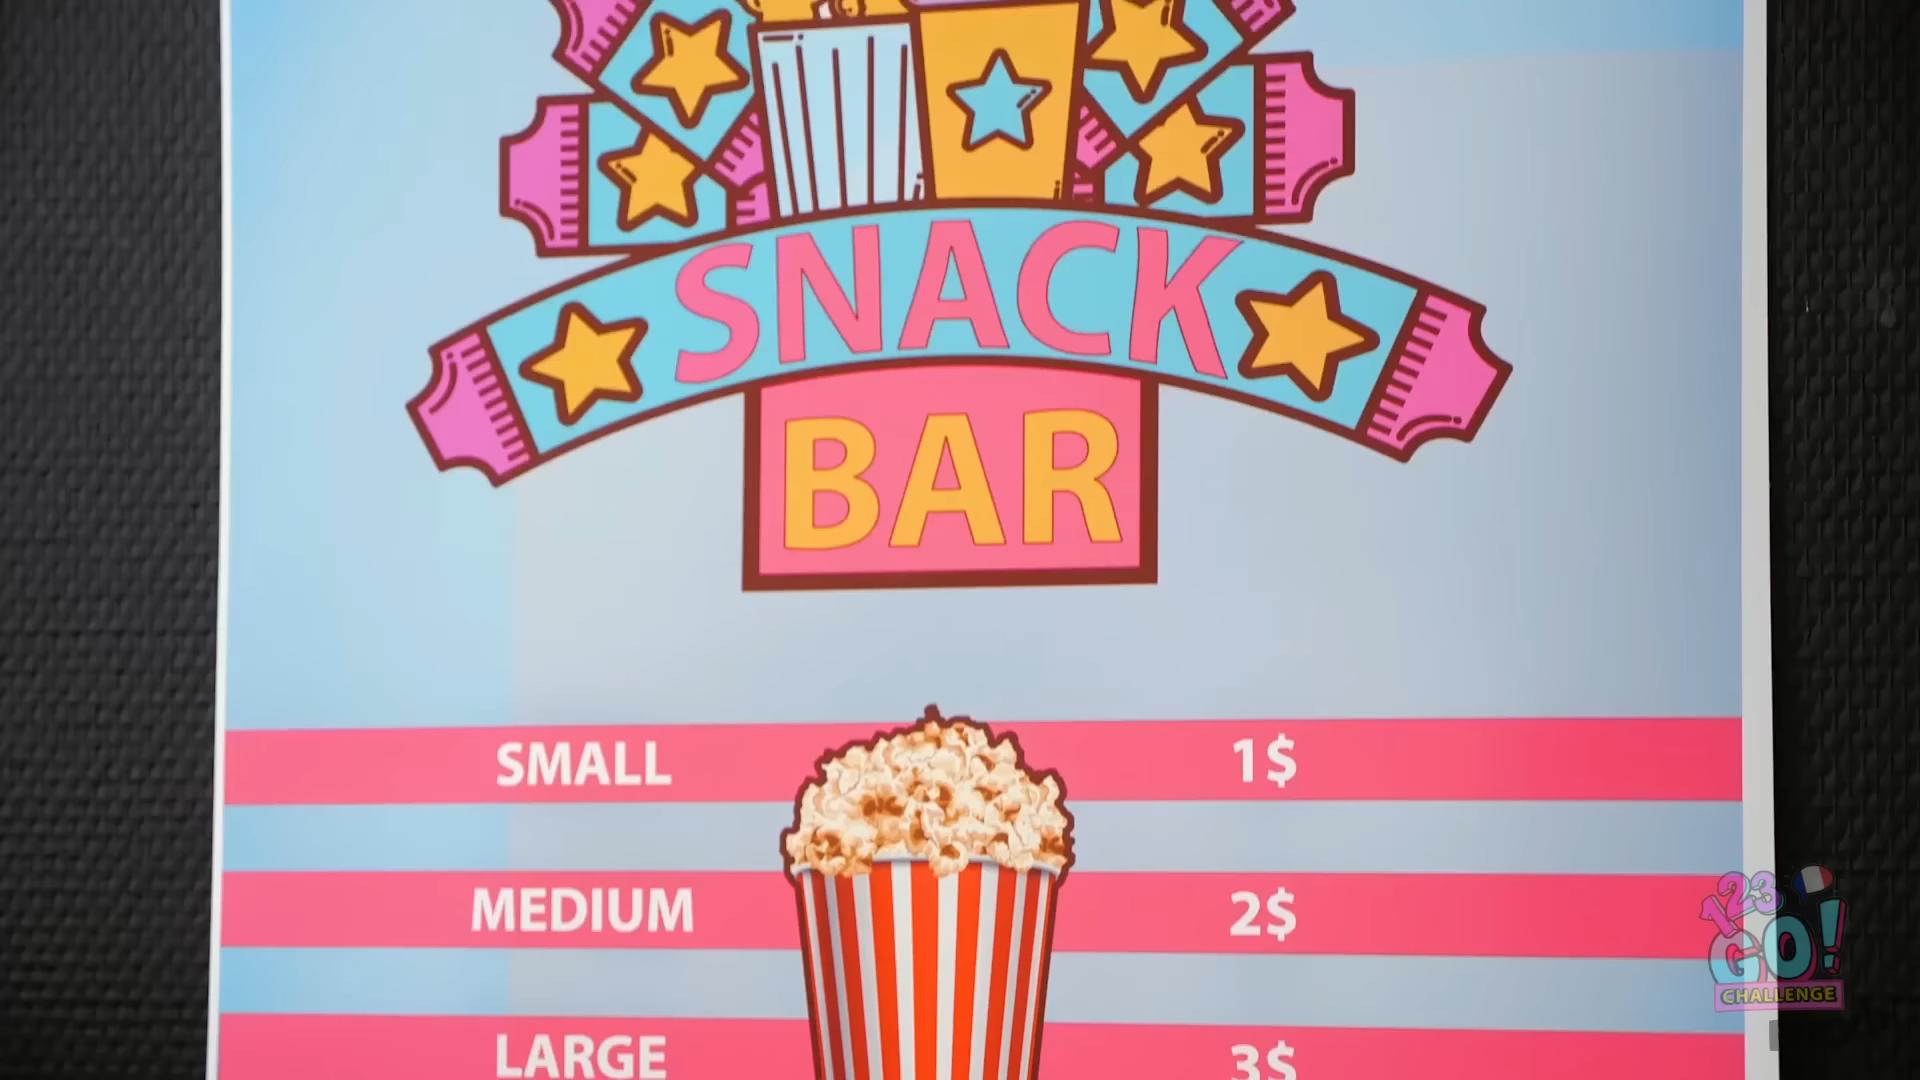 SNACK
BAR
SMALL 1$
MEDIUM 2$
LARGE 3$
123
GO!
CHALLENGE